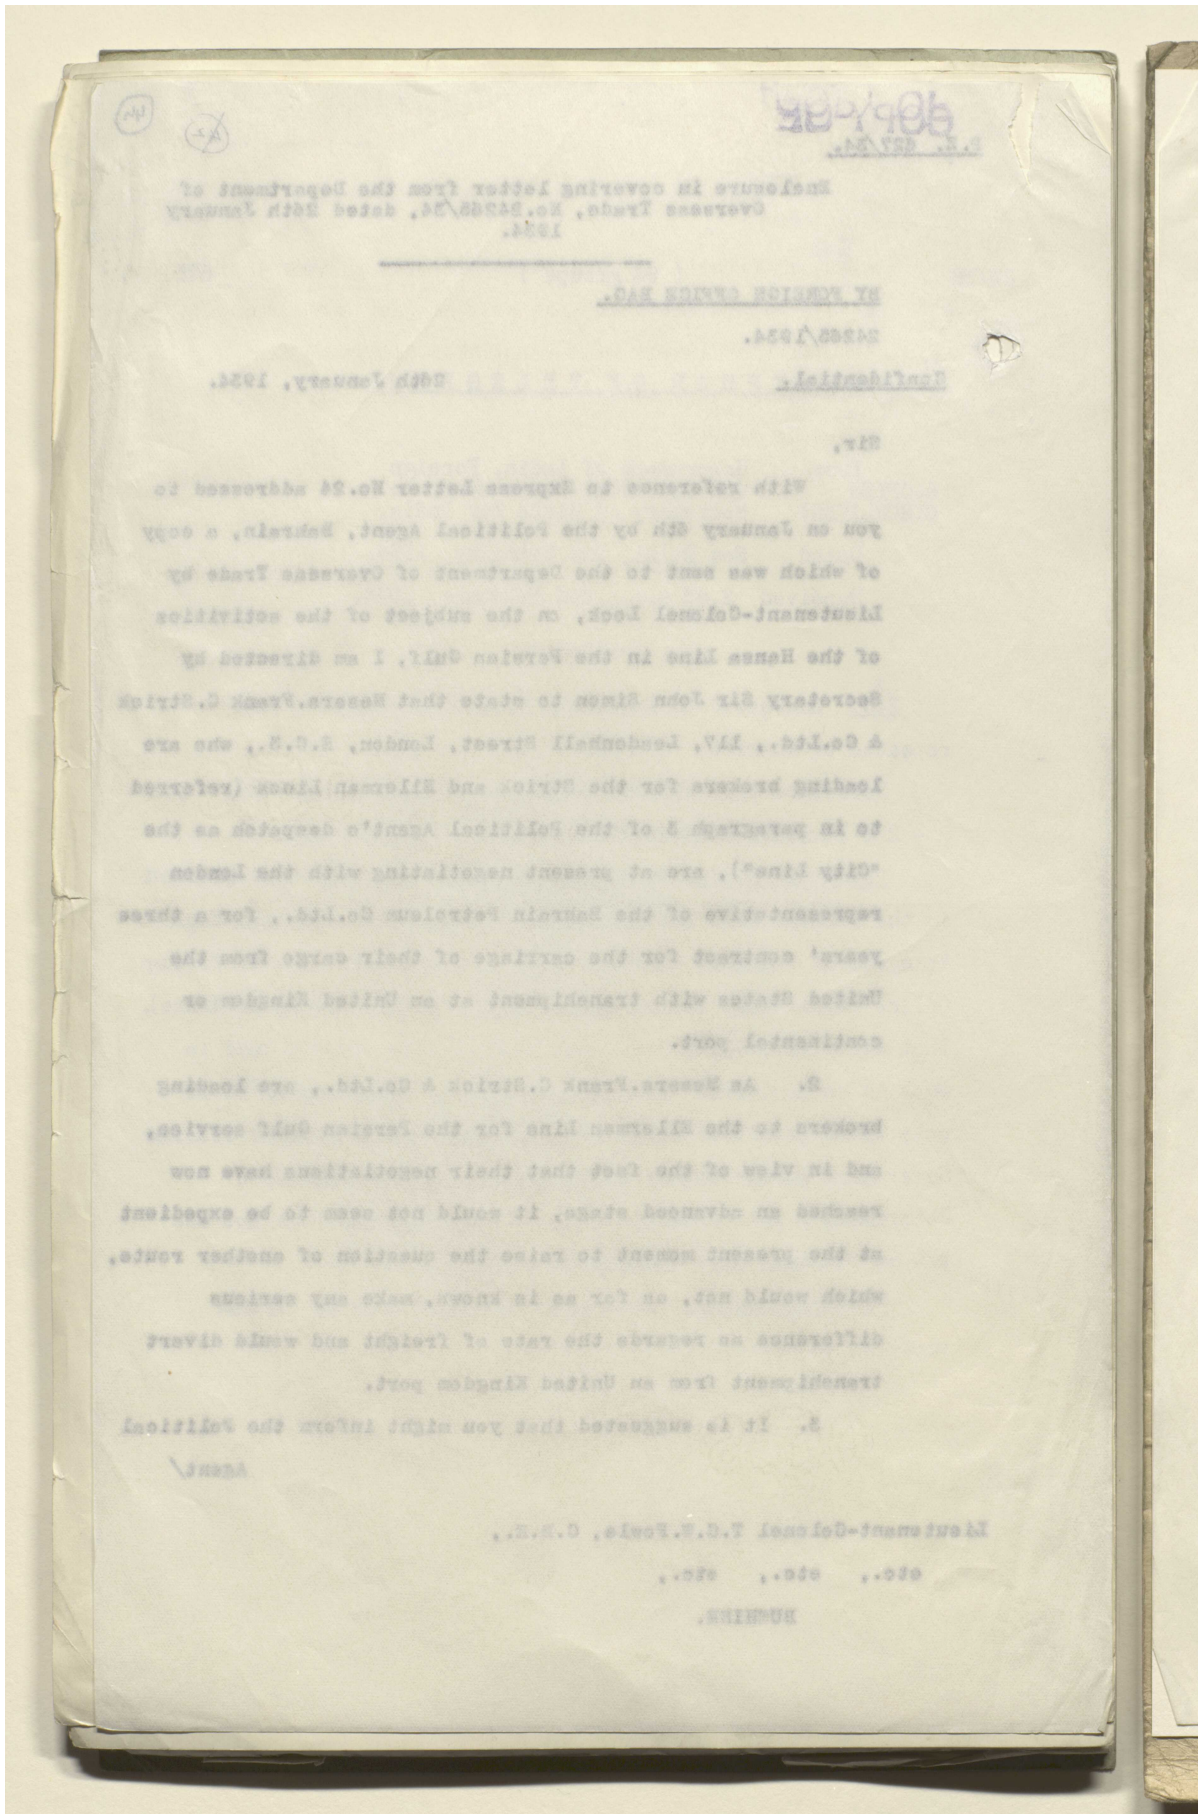 COPY OF
P.Z. 627/34.
Enclosure in covering letter from the Department of
Overseas Trade, No.24265/34, dated 26th January
1934.
BY FOREIGN OFFICE BAG.
24265/1934.
Confidential.
26th January, 1934.
Sir,
With reference to Express Letter No.24 addressed to
you on January 6th by the Political Agent, Bahrain, a copy
of which was sent to the Department of Overseas Trade by
Lieutenant-Colonel Loch, on the subject of the activities
of the Hansa line in the Persian Gulf, I am directed by
Secretary Sir John Simon to state that Messrs.Frank C.Strick
& Co.Ltd., 117, Leadenhall Street, London, E.C.3., who are
loading brokers for the Strick and Ellerman Lines (referred
to in paragraph 3 of the Political Agent's despatch as the
"City Line"), are at present negotiating with the London
representative of the Bahrain Petroleum Co.Ltd., for a three
years' contract for the carriage of their cargo from the
United States with transhipment at an United Kingdom or
continental port.
2. As Messrs.Frank C.Strick & Co.Ltd., are loading
brokers to the Ellerman Line for the Persian Gulf service,
and in view of the fact that their negotiations have now
reached an advanced stage, it would not seem to be expedient
at the present moment to raise the question of another route,
which would not, as far as is known, make any serious
difference as regards the rate of freight and would divert
transhipment from an United Kingdom port.
3. It is suggested that you might inform the Political
Agent/
Lieutenant-Colonel T.C.W.Fowle, C.B.E.,
etc., etc., etc.,
BUSHIRE.